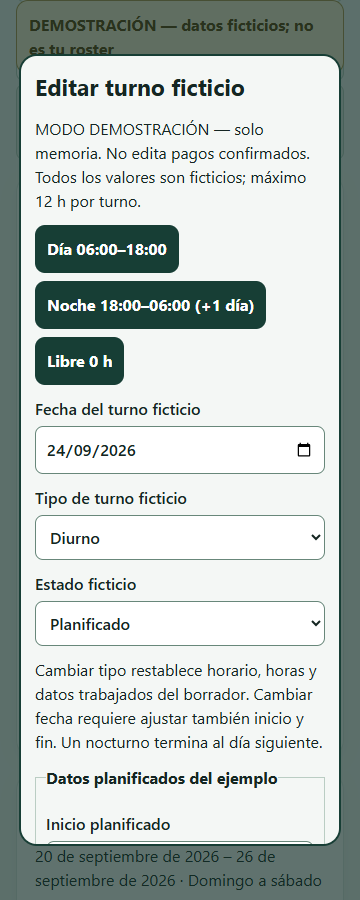 DEMOSTRACIÓN — datos ficticios; no
es tu roster
Editar turno ficticio
MODO DEMOSTRACIÓN — solo
memoria. No edita pagos confirmados.
Todos los valores son ficticios; máximo
12 h por turno.
Día 06:00–18:00
Noche 18:00–06:00 (+1 día)
Libre 0 h
Fecha del turno ficticio
24/09/2026
Tipo de turno ficticio
Diurno
Estado ficticio
Planificado
Cambiar tipo restablece horario, horas y
datos trabajados del borrador. Cambiar
fecha requiere ajustar también inicio y
fin. Un nocturno termina al día siguiente.
Datos planificados del ejemplo
Inicio planificado
20 de septiembre de 2026 – 26 de
septiembre de 2026 · Domingo a sábado